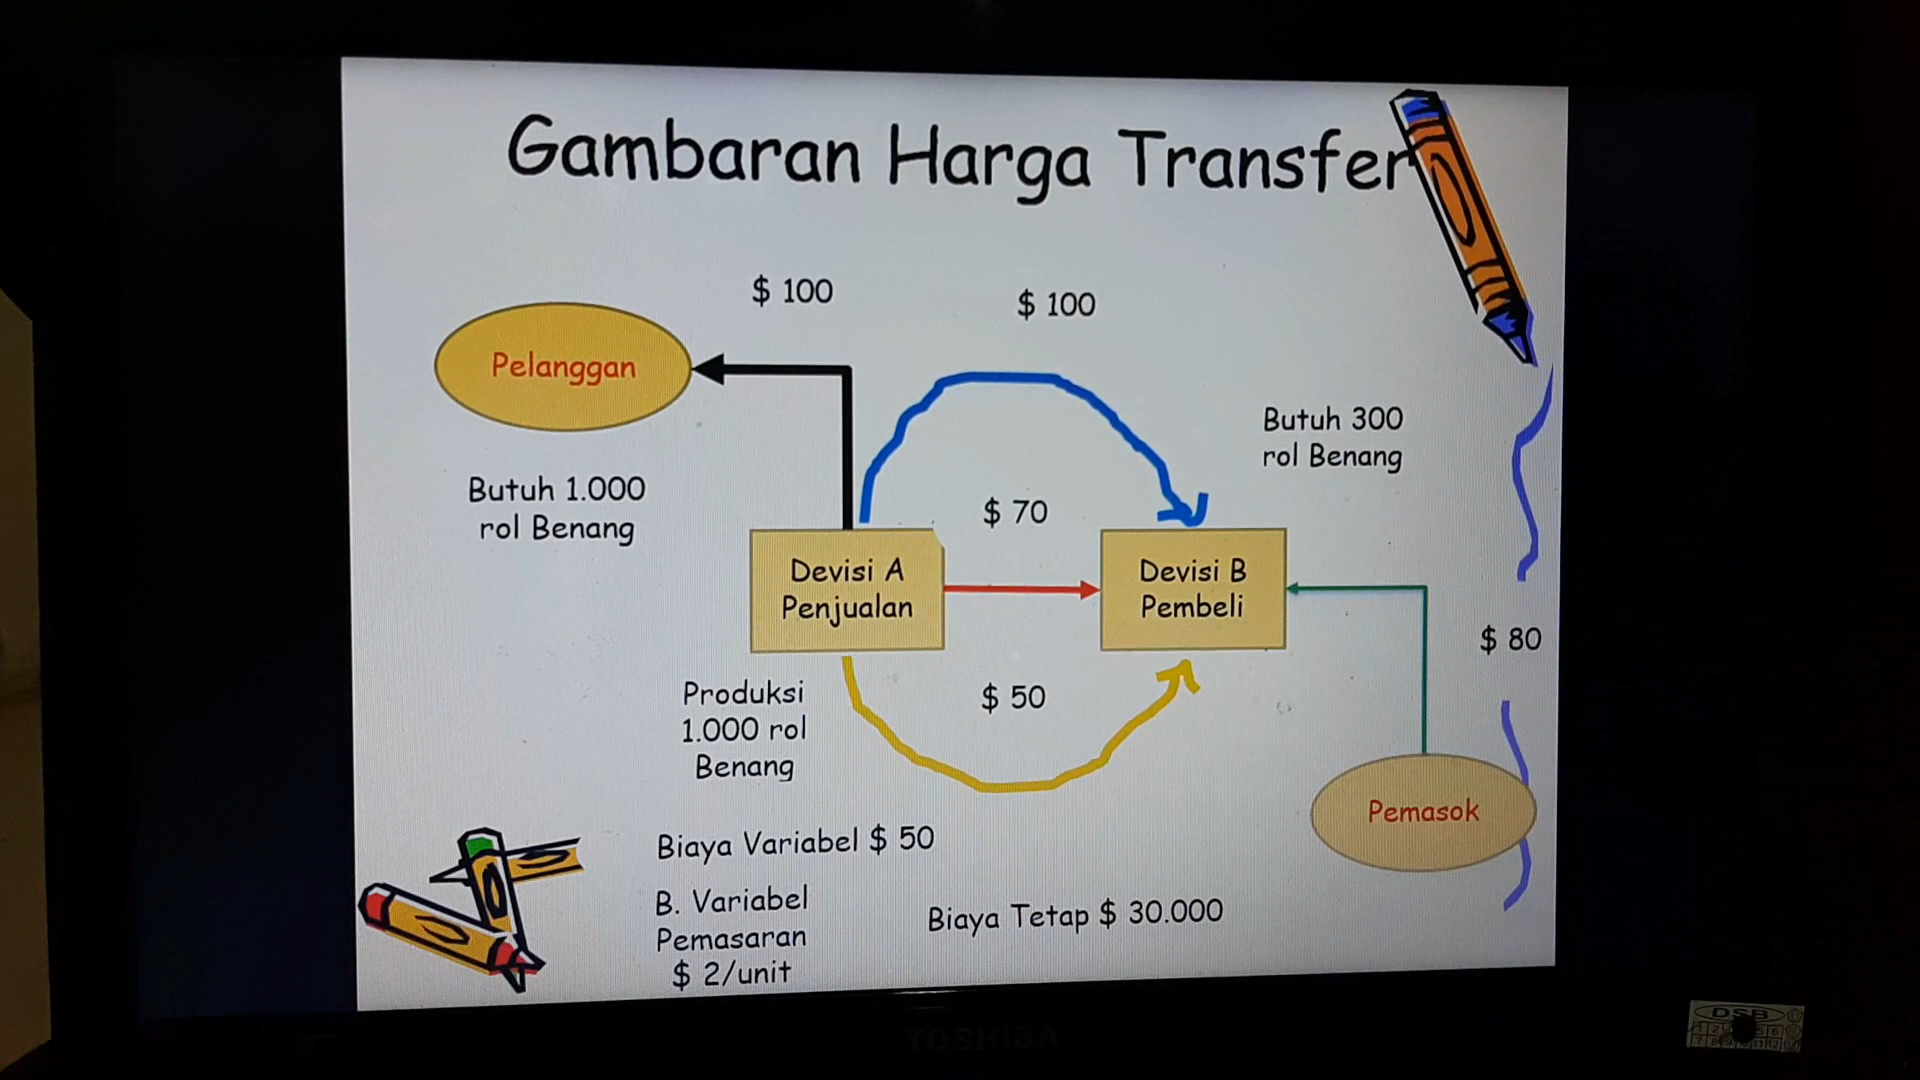 Gambaran Harga Transfer
$ 100
$ 100
Pelanggan
Butuh 300
rol Benang
Butuh 1.000
rol Benang
$ 70
Devisi A
Penjualan
Devisi B
Pembeli
$ 80
Produksi
1.000 rol
Benang
$ 50
Pemasok
Biaya Variabel $ 50
B. Variabel
Pemasaran
$ 2/unit
Biaya Tetap $ 30.000
TOSHIBA
DSB